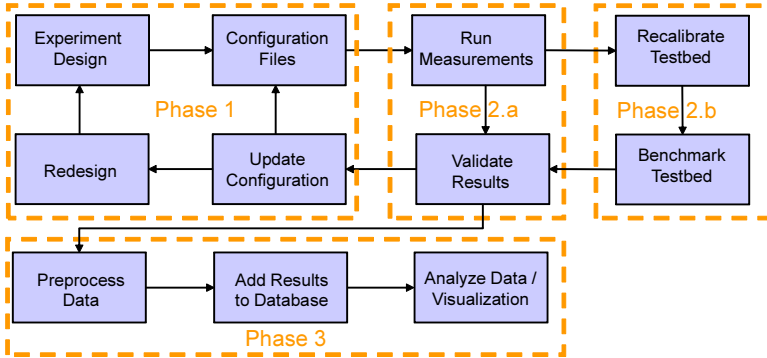 Experiment
Design
Configuration
Files
Run
Measurements
Recalibrate
Testbed
Phase 1
Phase 2.a
Phase 2.b
Redesign
Update
Configuration
Validate
Results
Benchmark
Testbed
Preprocess
Data
Add Results
to Database
Analyze Data /
Visualization
Phase 3